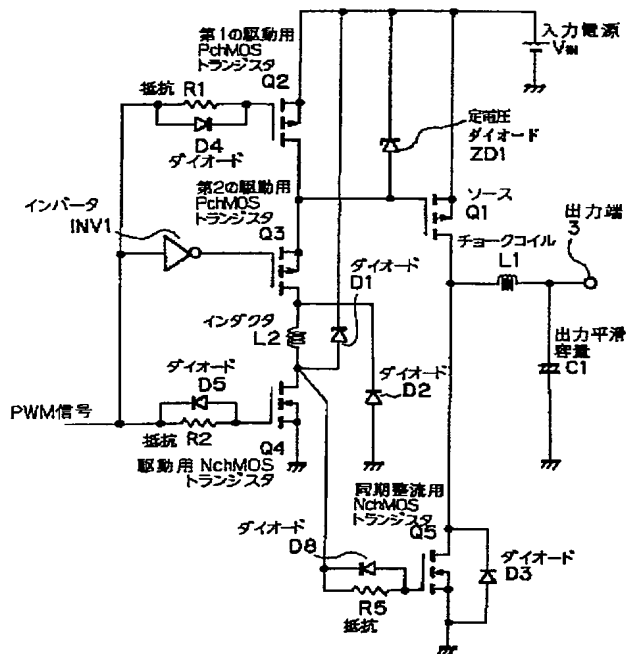 第1の駆動用
PchMOS
トランジスタ
Q2
入力電源
VIN
抵抗 R1
D4
ダイオード
定電圧
ダイオード
ZD1
第2の駆動用
PchMOS
トランジスタ
Q3
インバータ
INV1
ソース
Q1
出力端
3
チョークコイル
L1
ダイオード
D1
インダクタ
L2
出力平滑
容量
C1
ダイオード
D5
ダイオード
D2
PWM信号
抵抗 R2
Q4
駆動用 NchMOS
トランジスタ
同期整流用
NchMOS
トランジスタ
Q5
ダイオード
D8
ダイオード
D3
R5
抵抗